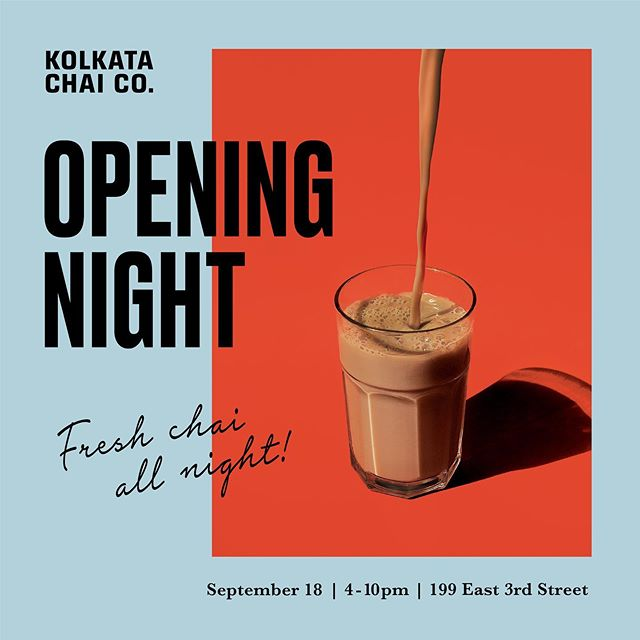 KOLKATA
CHAI CO.
OPENING
NIGHT
Fresh chai
all night!
September 18 | 4-10pm | 199 East 3rd Street